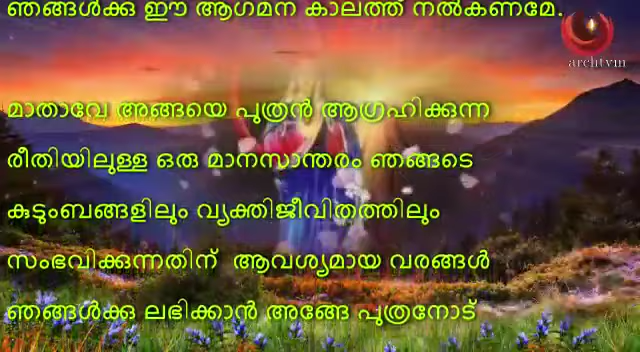 ഞങ്ങൾക്കു ഈ ആഗമന കാലത്ത് നൽകണമേ.
archtvm
മാതാവേ അങ്ങയെ പുത്രൻ ആഗ്രഹിക്കുന്ന
രീതിയിലുള്ള ഒരു മാനസാന്തരം ഞങ്ങടെ
കുടുംബങ്ങളിലും വ്യക്തിജീവിതത്തിലും
സംഭവിക്കുന്നതിന് ആവശ്യമായ വരങ്ങൾ
ഞങ്ങൾക്കു ലഭിക്കാൻ അങ്ങേ പുത്രനോട്